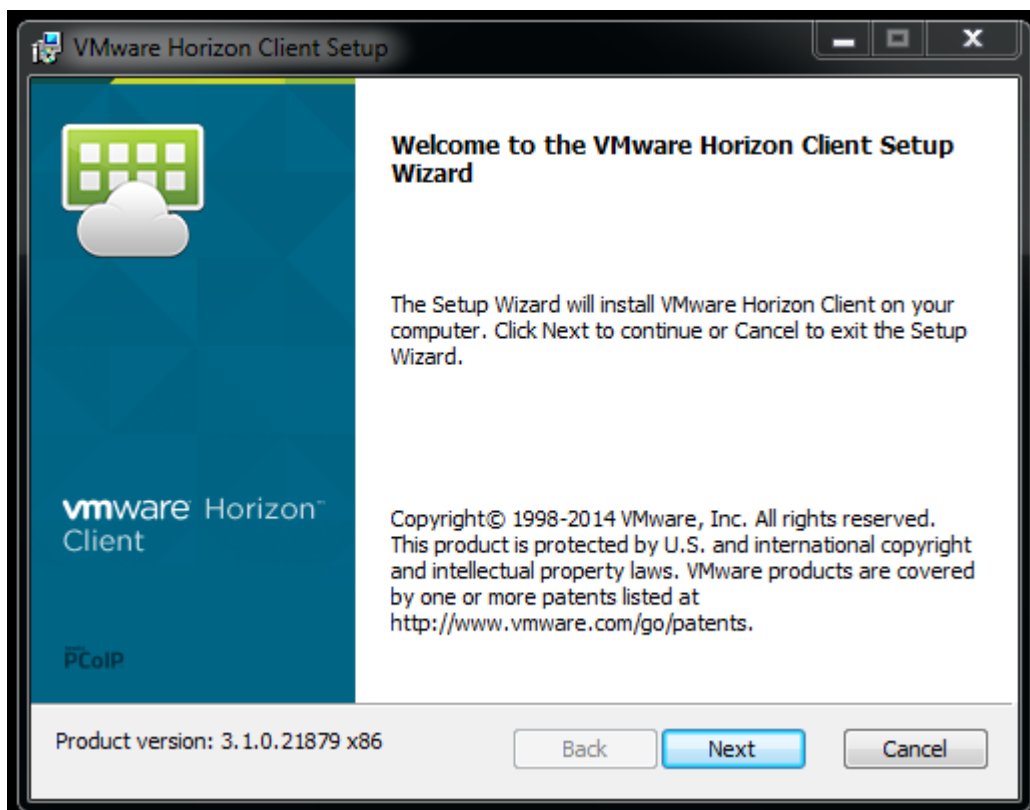 VMware Horizon Client Setup
Welcome to the VMware Horizon Client Setup
Wizard
The Setup Wizard will install VMware Horizon Client on your
computer. Click Next to continue or Cancel to exit the Setup
Wizard.
vmware Horizon™
Client
Copyright© 1998-2014 VMware, Inc. All rights reserved.
This product is protected by U.S. and international copyright
and intellectual property laws. VMware products are covered
by one or more patents listed at
http://www.vmware.com/go/patents.
PCoIP
Product version: 3.1.0.21879 x86
Back
Next
Cancel